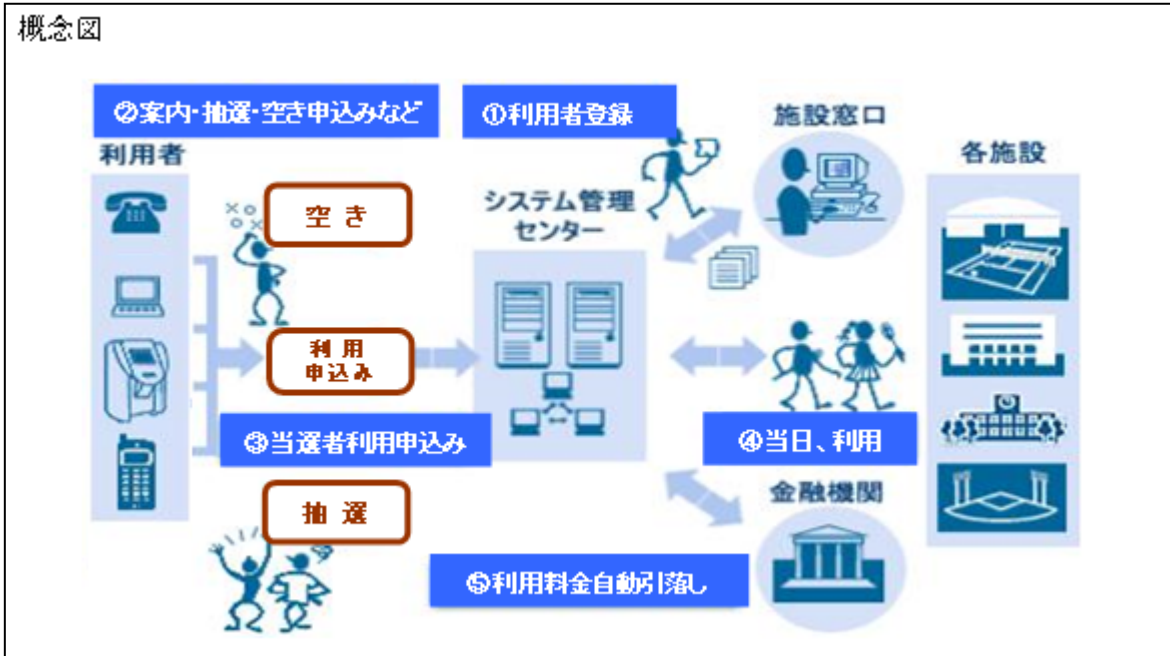 概念図
②案内・抽選・空き申込みなど
①利用者登録
施設窓口
利用者
各施設
空き
システム管理
センター
利用
申込み
③当選者利用申込み
④当日、利用
金融機関
抽選
⑤利用料金自動引落し